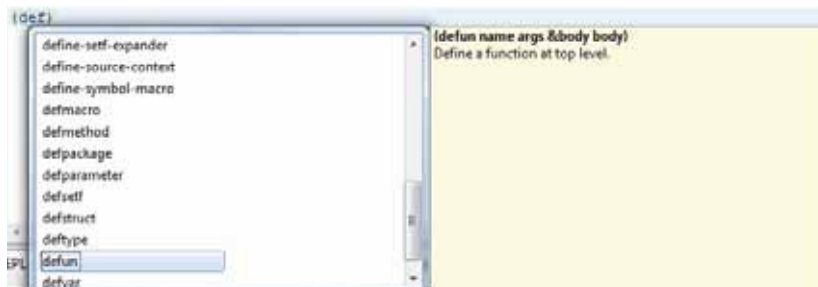 (def)
define-setf-expander
define-source-context
define-symbol-macro
defmacro
defmethod
defpackage
defparameter
defsetf
defstruct
deftype
defun
defvar
(defun name args &body body)
Define a function at top level.